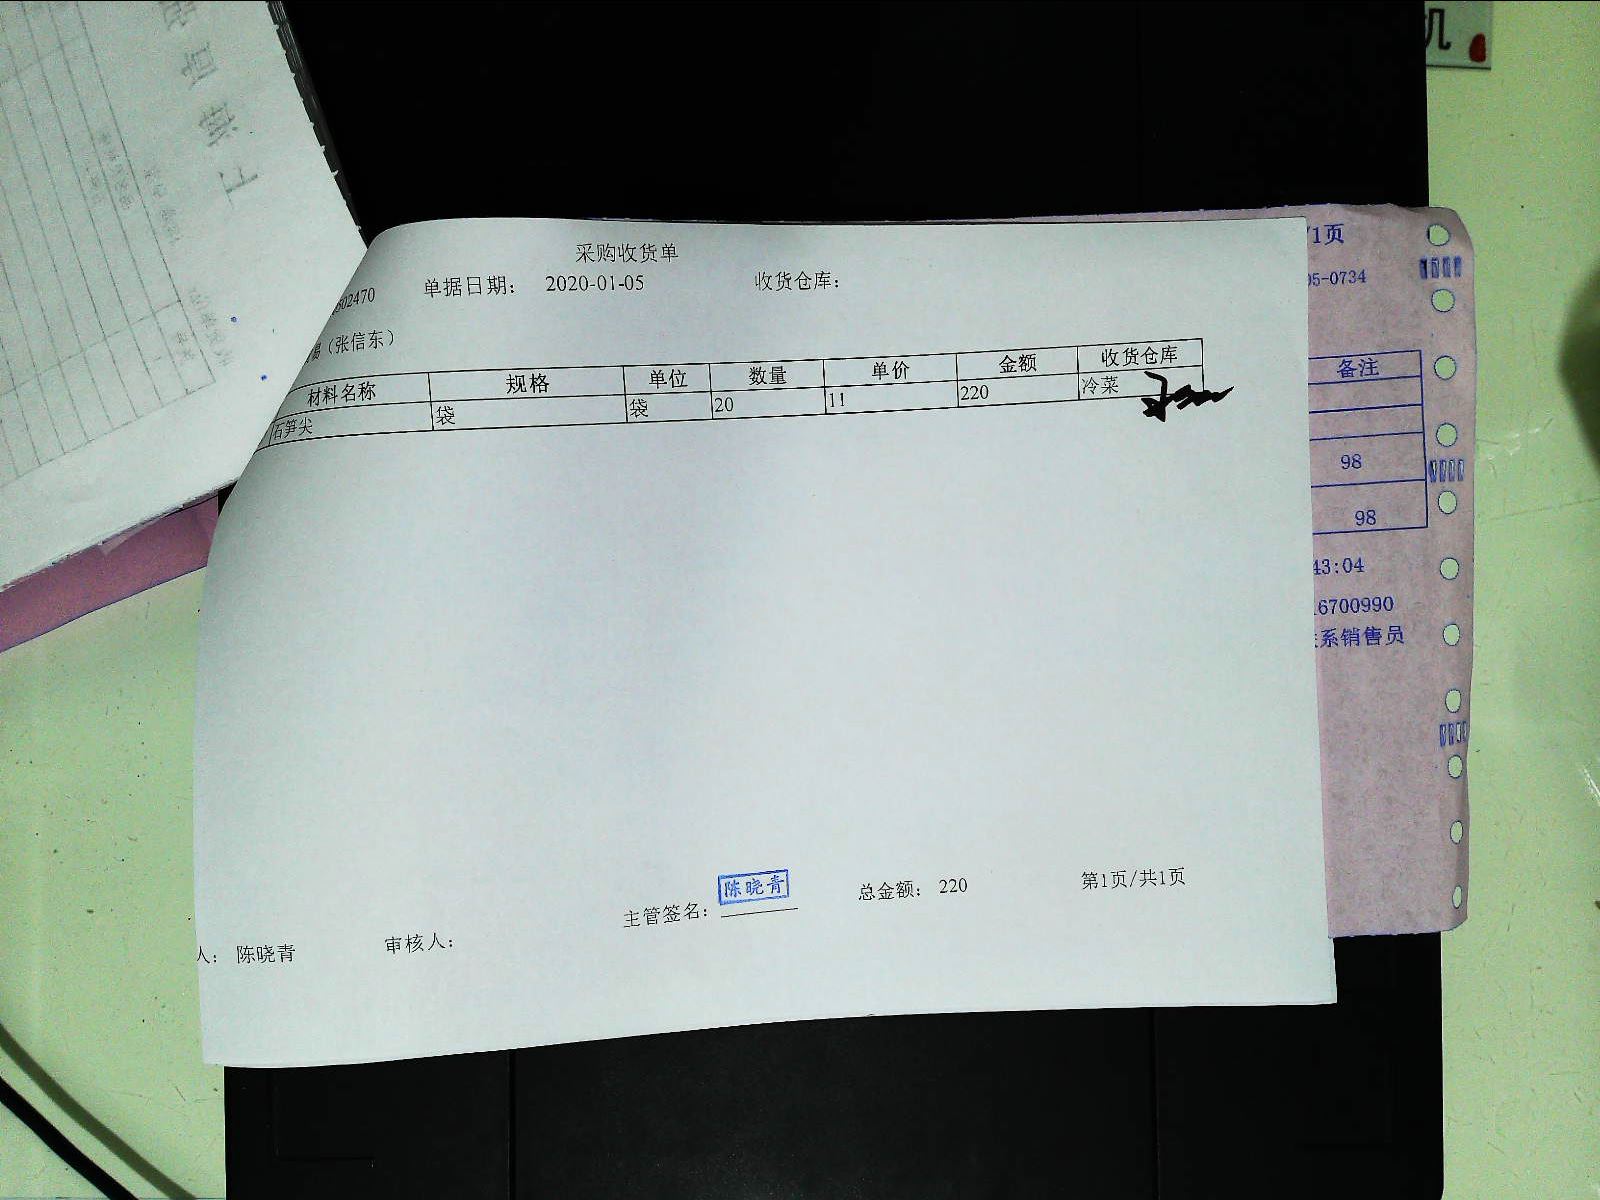 采购收货单
802470 单据日期： 2020-01-05 收货仓库：
（张信东）
材料名称 规格 单位 数量 单价 金额 收货仓库
石笋尖 袋 袋 20 11 220 冷菜
人： 陈晓青 审核人： 主管签名： 陈晓青 总金额： 220 第1页/共1页
/1页
05-0734
备注
98
98
43:04
6700990
系销售员
机